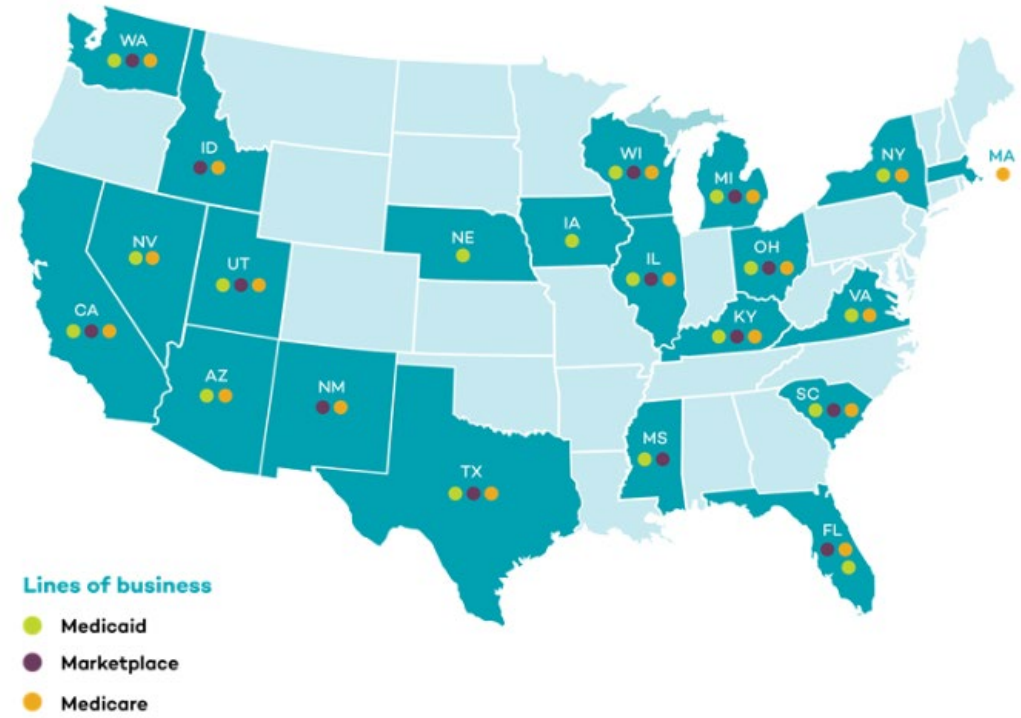 WA
ID
WI
MI
NY
MA
NV
UT
NE
IA
IL
OH
CA
KY
VA
AZ
NM
SC
MS
TX
FL
Lines of business
Medicaid
Marketplace
Medicare